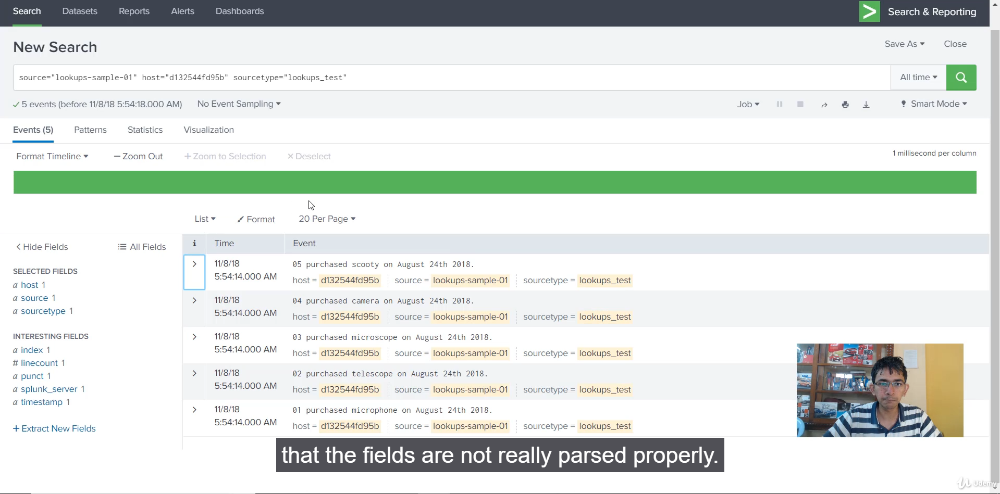 Search Datasets Reports Alerts Dashboards > Search & Reporting
New Search Save As Close
source="lookups-sample-01" host="d132544fd95b" sourcetype="lookups_test" All time
5 events (before 11/8/18 5:54:18.000 AM) No Event Sampling Job Smart Mode
Events (5) Patterns Statistics Visualization
Format Timeline — Zoom Out + Zoom to Selection × Deselect 1 millisecond per column
List Format 20 Per Page
< Hide Fields All Fields i Time Event
SELECTED FIELDS
a host 1
a source 1
a sourcetype 1
INTERESTING FIELDS
a index 1
# linecount 1
a punct 1
a splunk_server 1
a timestamp 1
+ Extract New Fields
> 11/8/18 05 purchased scooty on August 24th 2018.
5:54:14.000 AM host = d132544fd95b source = lookups-sample-01 sourcetype = lookups_test
> 11/8/18 04 purchased camera on August 24th 2018.
5:54:14.000 AM host = d132544fd95b source = lookups-sample-01 sourcetype = lookups_test
> 11/8/18 03 purchased microscope on August 24th 2018.
5:54:14.000 AM host = d132544fd95b source = lookups-sample-01 sourcetype = lookups_test
> 11/8/18 02 purchased telescope on August 24th 2018.
5:54:14.000 AM host = d132544fd95b source = lookups-sample-01 sourcetype = lookups_test
> 11/8/18 01 purchased microphone on August 24th 2018.
5:54:14.000 AM host = d132544fd95b source = lookups-sample-01 sourcetype = lookups_test
that the fields are not really parsed properly.
Udemy